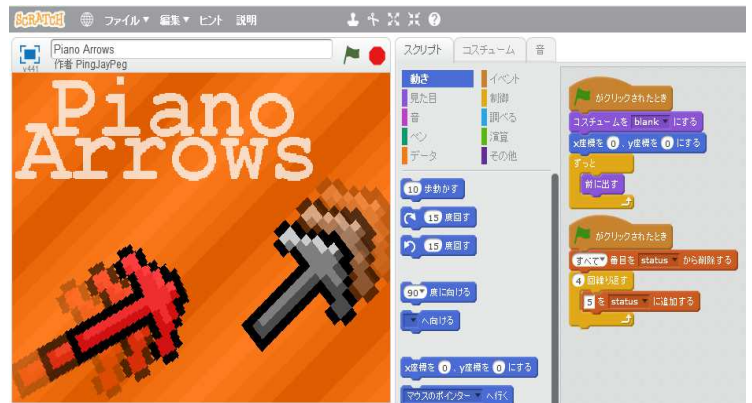 SCRATCH ファイル▼ 編集▼ ヒント 説明
v441 Piano Arrows
作者 PingJayPeg
Piano
Arrows
スクリプト コスチューム 音
動き イベント
見た目 制御
音 調べる
ペン 演算
データ その他
10 歩動かす
15 度回す
15 度回す
90▼ 度に向ける
▼ へ向ける
x座標を 0 、y座標を 0 にする
マウスのポインター へ行く
がクリックされたとき
コスチュームを blank にする
x座標を 0 、y座標を 0 にする
ずっと
前に出す
がクリックされたとき
すべて▼ 番目を status から削除する
4 回繰り返す
5 を status に追加する